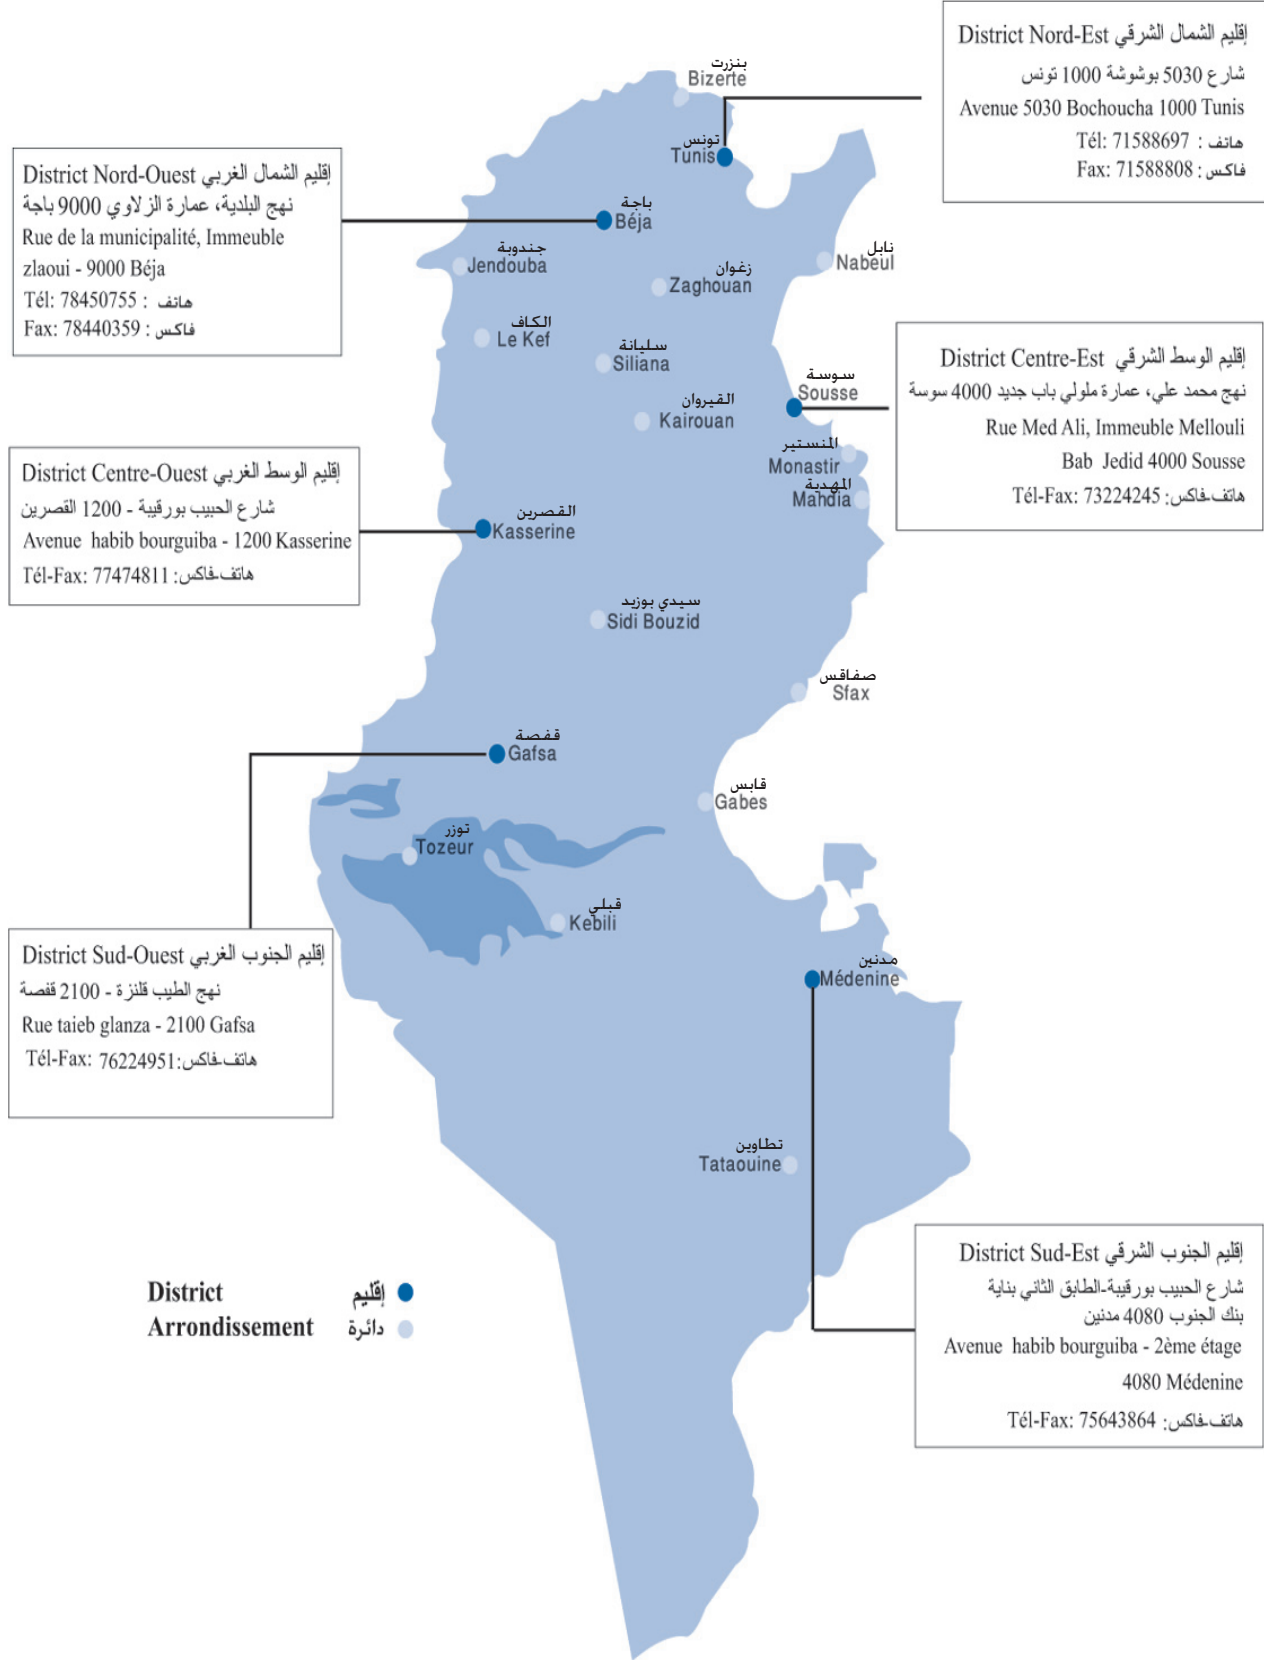 إقليم الشمال الشرقي District Nord-Est
شارع 5030 بوشوشة 1000 تونس
Avenue 5030 Bochoucha 1000 Tunis
Tél: 71588697 : هاتف
Fax: 71588808 : فاكس
بنزرت
Bizerte
تونس
Tunis
إقليم الشمال الغربي District Nord-Ouest
نهج البلدية، عمارة الزلاوي 9000 باجة
Rue de la municipalité, Immeuble
zlaoui - 9000 Béja
Tél: 78450755 : هاتف
Fax: 78440359 : فاكس
باجة
Béja
جندوبة
Jendouba
زغوان
Zaghouan
نابل
Nabeul
الكاف
Le Kef
سليانة
Siliana
القيروان
Kairouan
سوسة
Sousse
إقليم الوسط الشرقي District Centre-Est
نهج محمد علي، عمارة ملولي باب جديد 4000 سوسة
Rue Med Ali, Immeuble Mellouli
Bab Jedid 4000 Sousse
Tél-Fax: 73224245 :هاتف-فاكس
المنستير
Monastir
المهدية
Mahdia
إقليم الوسط الغربي District Centre-Ouest
شارع الحبيب بورقيبة - 1200 القصرين
Avenue habib bourguiba - 1200 Kasserine
Tél-Fax: 77474811 :هاتف-فاكس
القصرين
Kasserine
سيدي بوزيد
Sidi Bouzid
صفاقس
Sfax
قفصة
Gafsa
قابس
Gabes
توزر
Tozeur
قبلي
Kebili
إقليم الجنوب الغربي District Sud-Ouest
نهج الطيب قلنزة - 2100 قفصة
Rue taieb glanza - 2100 Gafsa
Tél-Fax: 76224951:هاتف-فاكس
مدنين
Médenine
تطاوين
Tataouine
إقليم الجنوب الشرقي District Sud-Est
شارع الحبيب بورقيبة-الطابق الثاني بناية
بنك الجنوب 4080 مدنين
Avenue habib bourguiba - 2ème étage
4080 Médenine
Tél-Fax: 75643864 :هاتف-فاكس
District إقليم
Arrondissement دائرة